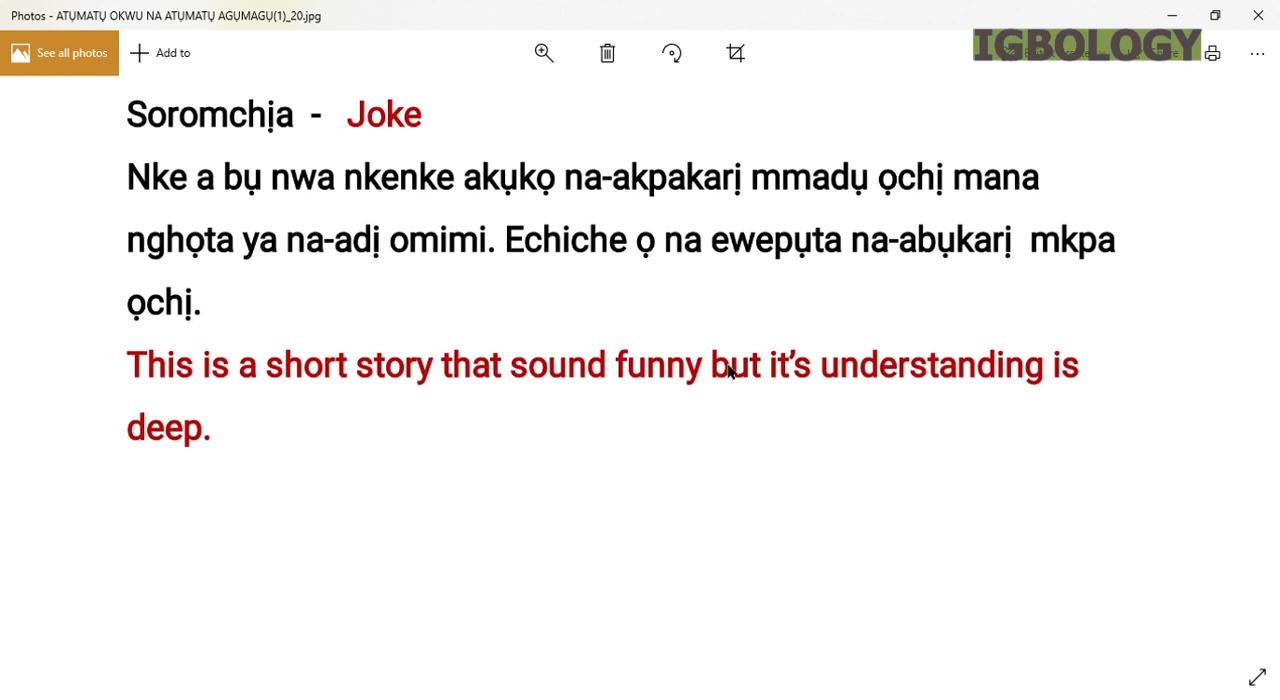 Photos - ATỤMATỤ OKWU NA ATỤMATỤ AGỤMAGỤ(1)_20.jpg
See all photos
Add to
IGBOLOGY
Soromchịa - Joke
Nke a bụ nwa nkenke akụkọ na-akpakarị mmadụ ọchị mana
nghọta ya na-adị omimi. Echiche ọ na ewepụta na-abụkarị mkpa
ọchị.
This is a short story that sound funny but it's understanding is
deep.